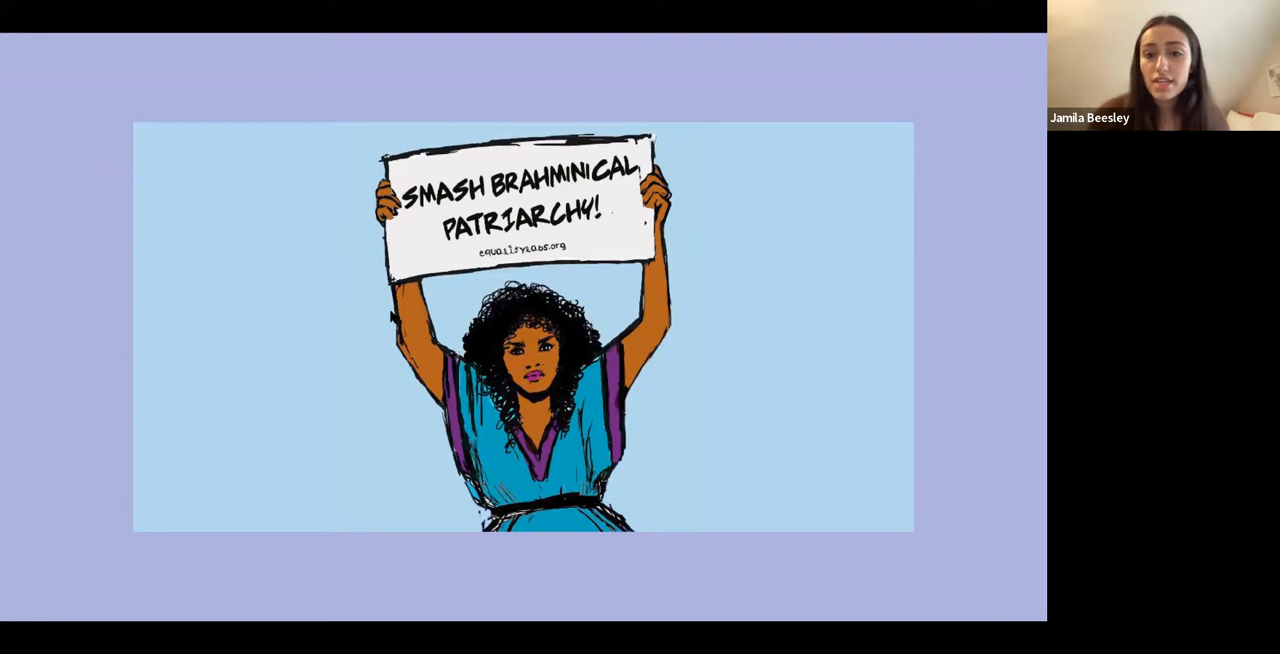 SMASH BRAHMINICAL
PATRIARCHY!
equalitylabs.org
Jamila Beesley